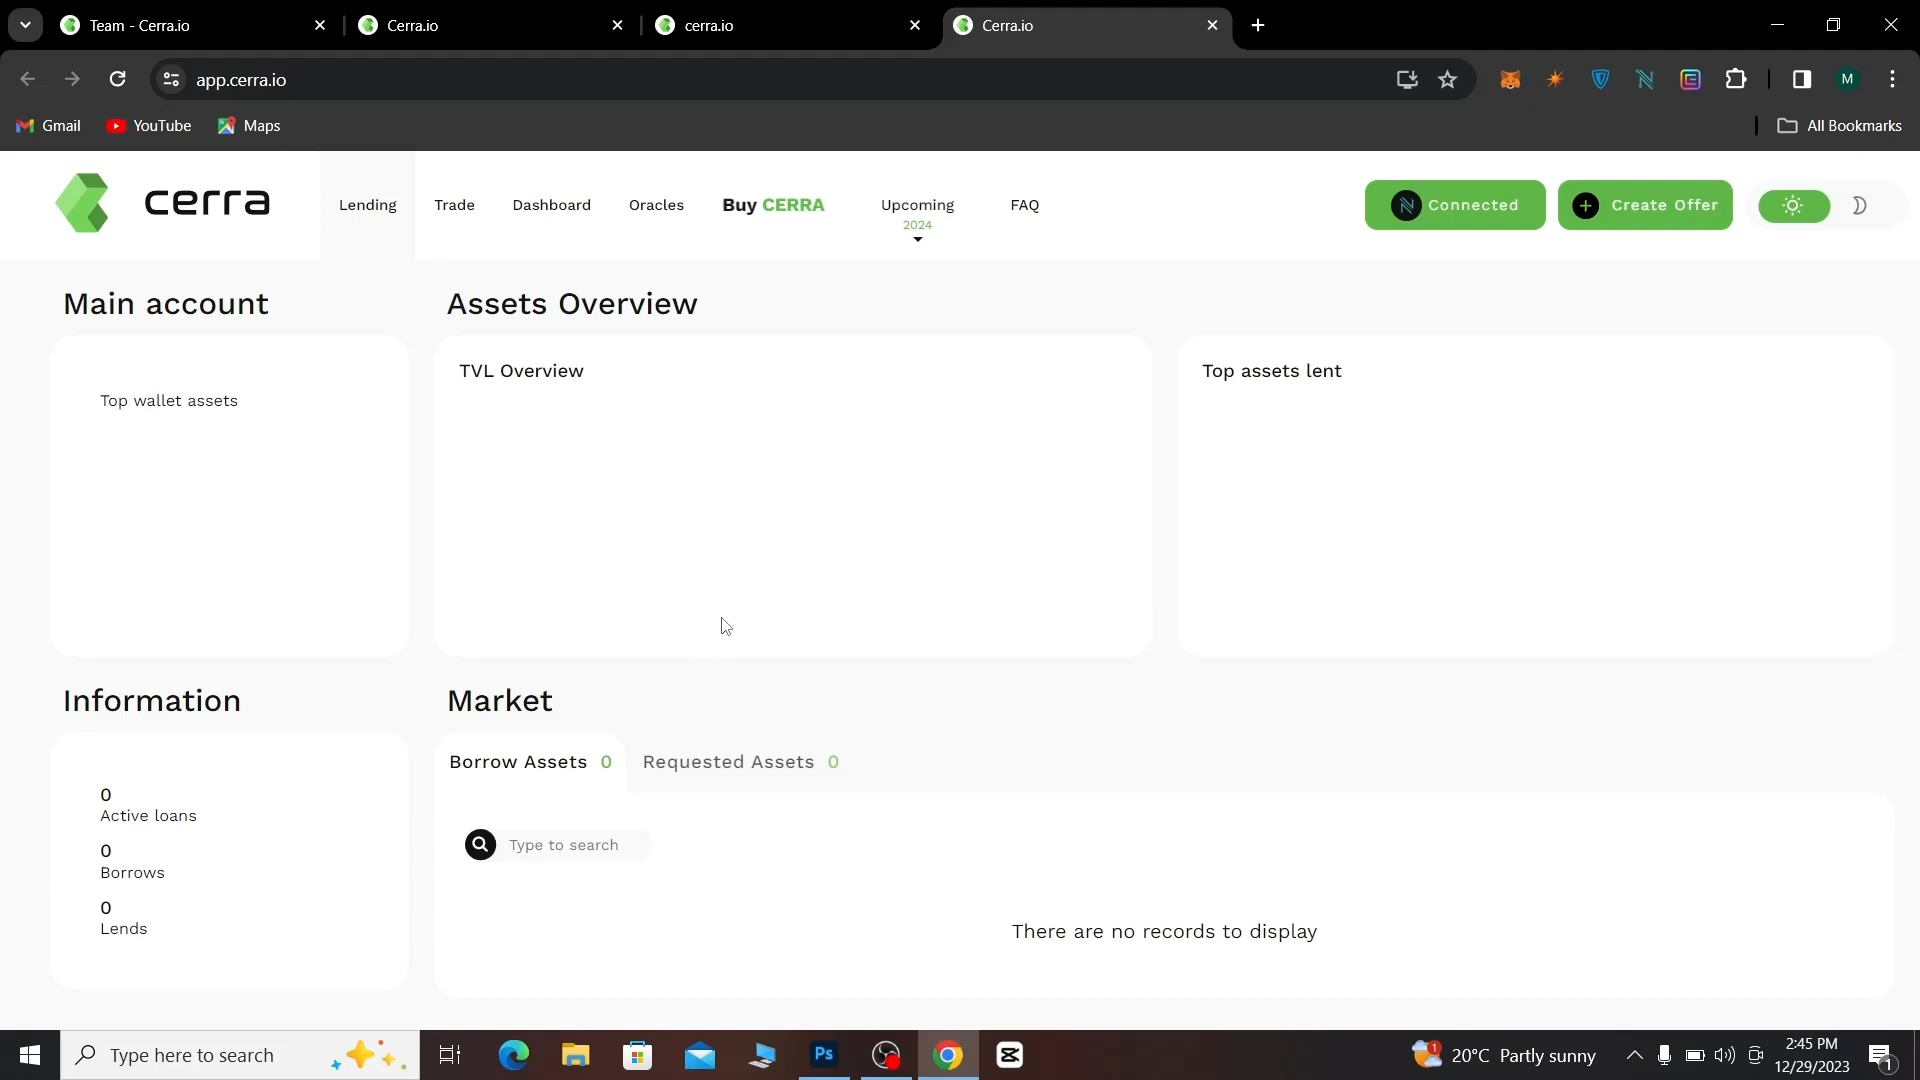 Team - Cerra.io
Cerra.io
cerra.io
Cerra.io
app.cerra.io
M
Gmail
YouTube
Maps
All Bookmarks
cerra
Lending
Trade
Dashboard
Oracles
Buy CERRA
Upcoming
2024
FAQ
Connected
Create Offer
Main account
Assets Overview
Top wallet assets
TVL Overview
Top assets lent
Information
Market
Borrow Assets 0
Requested Assets 0
0
Active loans
0
Borrows
0
Lends
Type to search
There are no records to display
Type here to search
Ps
1
20°C Partly sunny
2:45 PM
12/29/2023
1